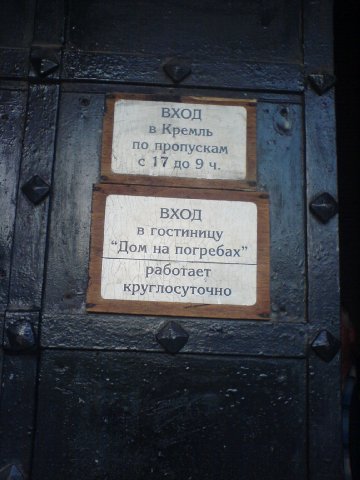 ВХОД
в Кремль
по пропускам
с 17 до 9 ч.
ВХОД
в гостиницу
“Дом на погребах”
работает
круглосуточно